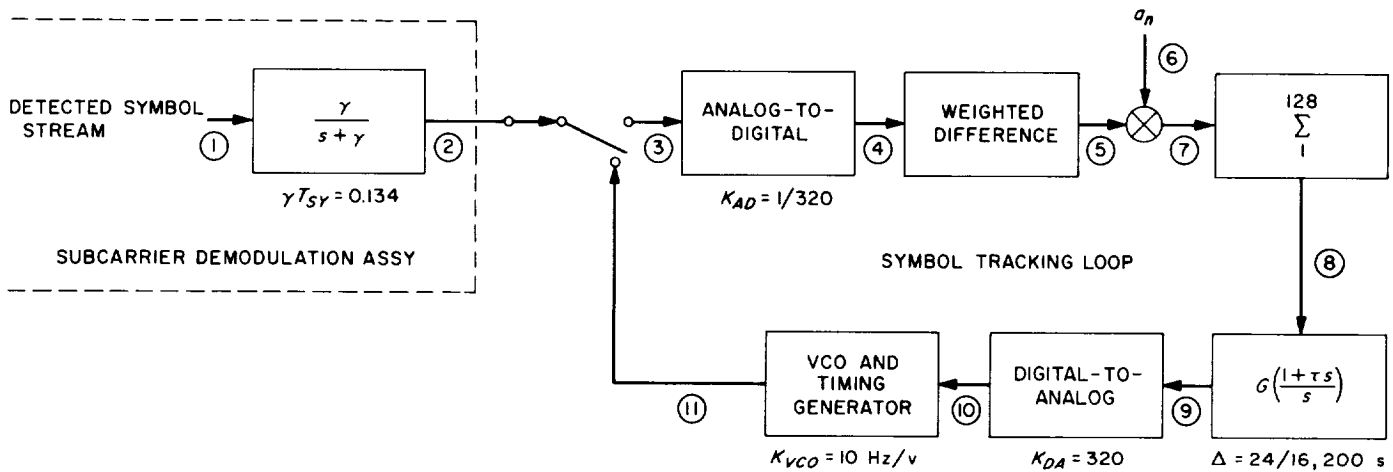 DETECTED SYMBOL
STREAM
①
γ / (s + γ)
②
γT_SY = 0.134
SUBCARRIER DEMODULATION ASSY
③
ANALOG-TO-
DIGITAL
K_AD = 1/320
④
WEIGHTED
DIFFERENCE
⑤
a_n
⑥
⑦
128
Σ
1
⑧
SYMBOL TRACKING LOOP
G((1 + τs) / s)
Δ = 24/16, 200 s
⑨
DIGITAL-TO-
ANALOG
K_DA = 320
⑩
VCO AND
TIMING
GENERATOR
K_VCO = 10 Hz/v
⑪